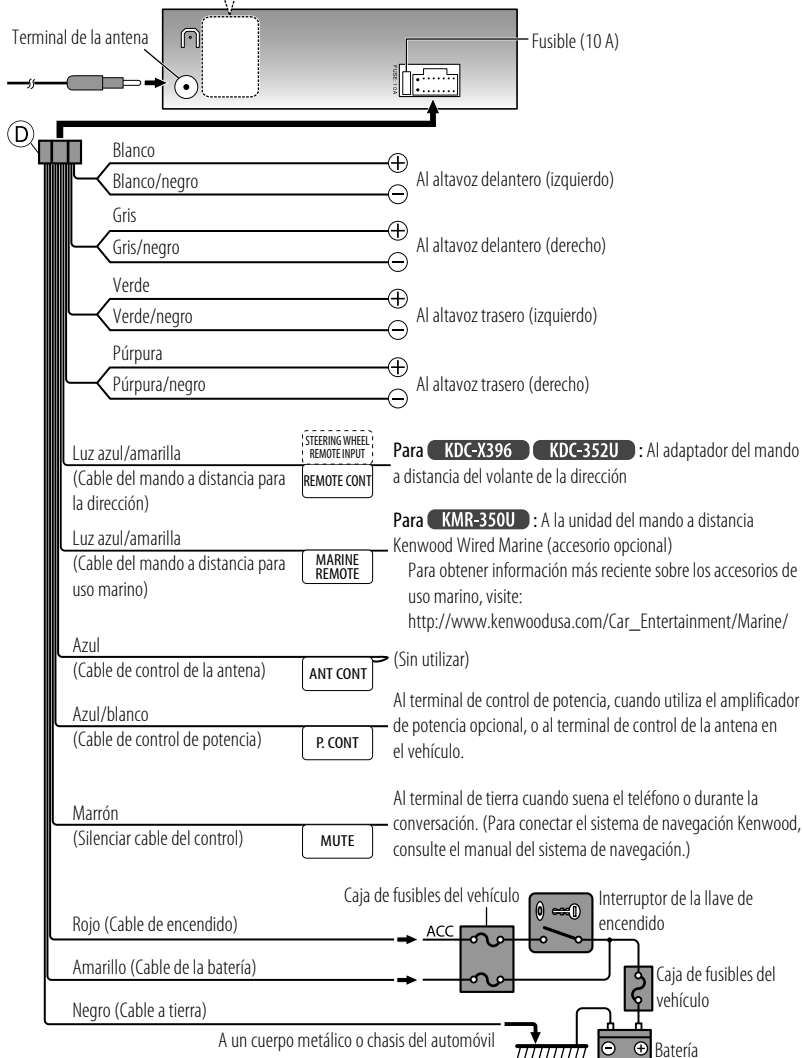 Terminal de la antena
Fusible (10 A)
FUSE 10A
D
Blanco
Blanco/negro
Al altavoz delantero (izquierdo)
Gris
Gris/negro
Al altavoz delantero (derecho)
Verde
Verde/negro
Al altavoz trasero (izquierdo)
Púrpura
Púrpura/negro
Al altavoz trasero (derecho)
Luz azul/amarilla
(Cable del mando a distancia para
la dirección)
STEERING WHEEL
REMOTE INPUT
REMOTE CONT
Para KDC-X396 KDC-352U : Al adaptador del mando
a distancia del volante de la dirección
Luz azul/amarilla
(Cable del mando a distancia para
uso marino)
MARINE
REMOTE
Para KMR-350U : A la unidad del mando a distancia
Kenwood Wired Marine (accesorio opcional)
Para obtener información más reciente sobre los accesorios de
uso marino, visite:
http://www.kenwoodusa.com/Car_Entertainment/Marine/
Azul
(Cable de control de la antena)
ANT CONT
(Sin utilizar)
Azul/blanco
(Cable de control de potencia)
P. CONT
Al terminal de control de potencia, cuando utiliza el amplificador
de potencia opcional, o al terminal de control de la antena en
el vehículo.
Marrón
(Silenciar cable del control)
MUTE
Al terminal de tierra cuando suena el teléfono o durante la
conversación. (Para conectar el sistema de navegación Kenwood,
consulte el manual del sistema de navegación.)
Caja de fusibles del vehículo
Interruptor de la llave de
encendido
Rojo (Cable de encendido)
ACC
Amarillo (Cable de la batería)
Caja de fusibles del
vehículo
Negro (Cable a tierra)
A un cuerpo metálico o chasis del automóvil
Batería